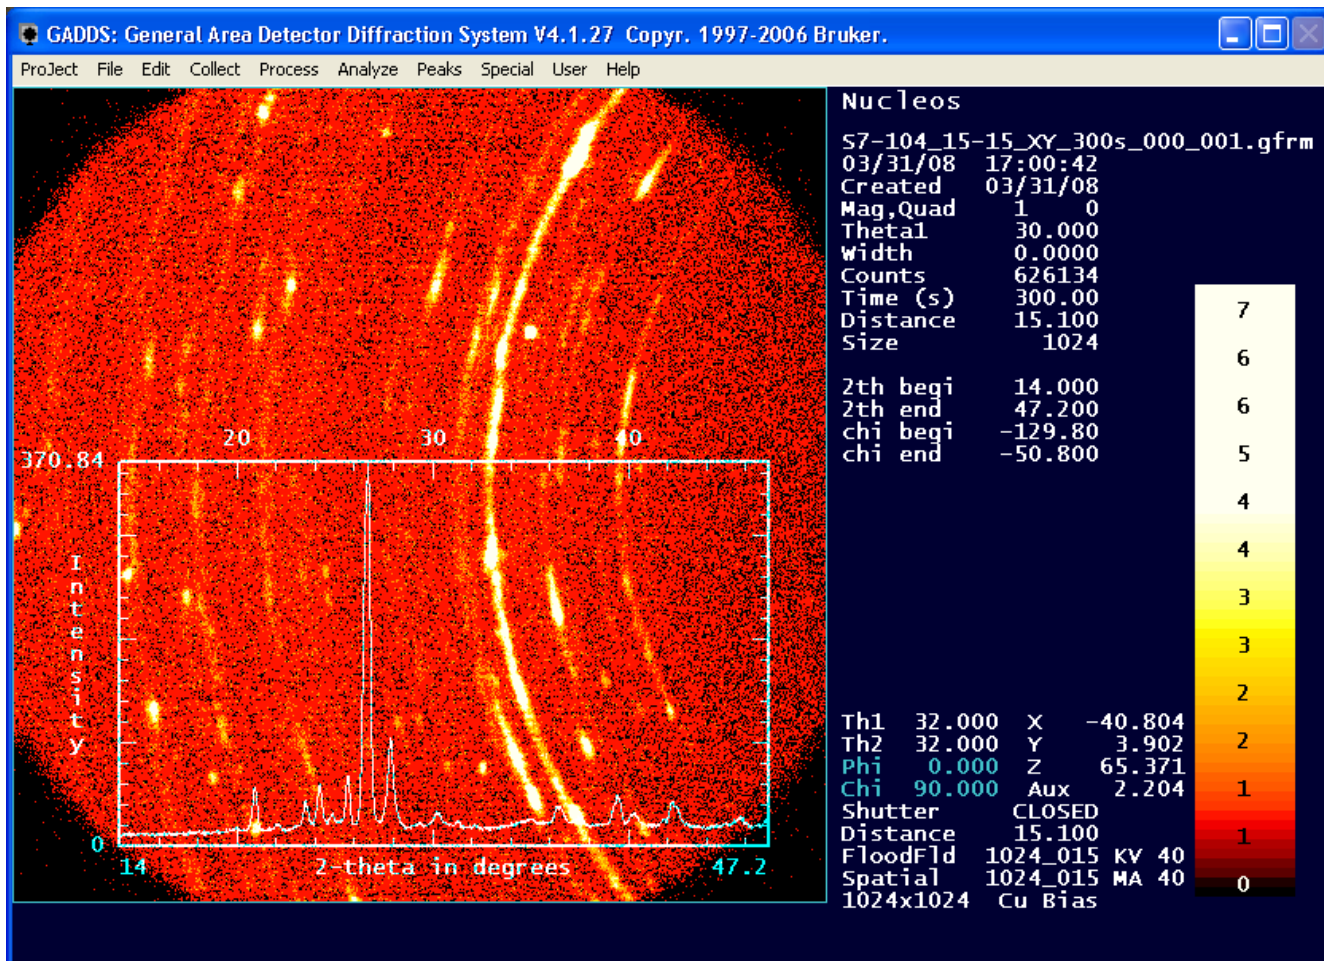 GADDS: General Area Detector Diffraction System V4.1.27 Copyr. 1997-2006 Bruker.
ProJect File Edit Collect Process Analyze Peaks Special User Help
Nucleos
S7-104_15-15_XY_300s_000_001.gfrm
03/31/08 17:00:42
Created 03/31/08
Mag,Quad 1 0
Theta1 30.000
Width 0.0000
Counts 626134
Time (s) 300.00
Distance 15.100
Size 1024
2th begi 14.000
2th end 47.200
chi begi -129.80
chi end -50.800
20 30 40
370.84
Intensity
0
14 2-theta in degrees 47.2
7
6
6
5
4
4
3
3
2
2
1
1
0
Th1 32.000 X -40.804
Th2 32.000 Y 3.902
Phi 0.000 Z 65.371
Chi 90.000 Aux 2.204
Shutter CLOSED
Distance 15.100
FloodFld 1024_015 KV 40
Spatial 1024_015 MA 40
1024x1024 Cu Bias